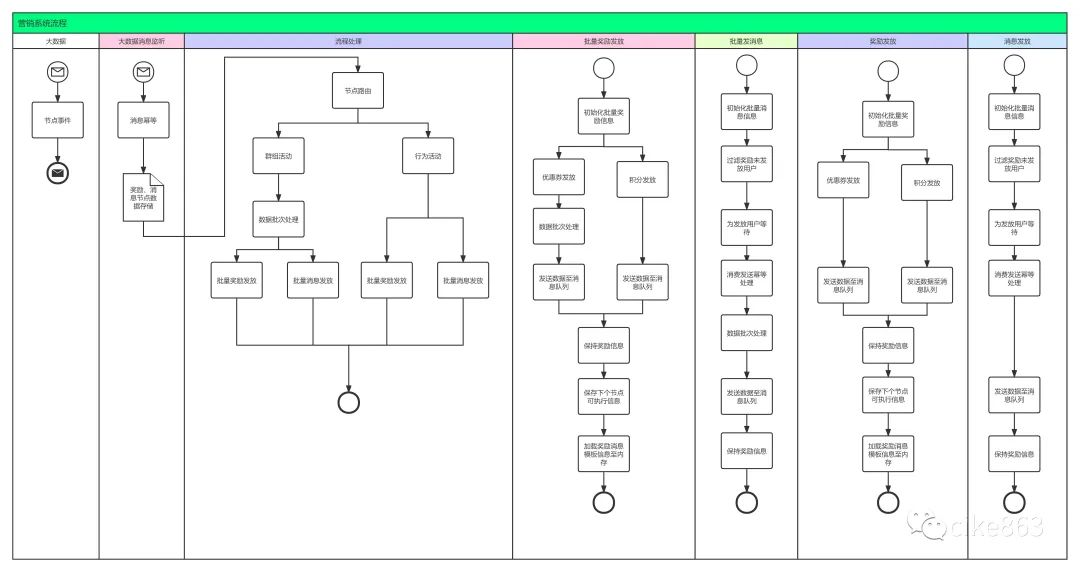 营销系统流程
大数据
大数据消息监听
流程处理
批量奖励发放
批量发消息
奖励发放
消息发放
节点事件
消息幂等
奖励、消
息节点数
据存储
节点路由
群组活动
行为活动
数据批次处理
批量奖励发放
批量消息发放
批量奖励发放
批量消息发放
初始化批量奖
励信息
优惠券发放
积分发放
数据批次处理
发送数据至消
息队列
发送数据至消
息队列
保持奖励信息
保存下个节点
可执行信息
加载奖励消息
模板信息至内
存
初始化批量消
息信息
过滤奖励未发
放用户
为发放用户等
待
消费发送幂等
处理
数据批次处理
发送数据至消
息队列
保持奖励信息
初始化批量奖
励信息
优惠券发放
积分发放
发送数据至消
息队列
发送数据至消
息队列
保持奖励信息
保存下个节点
可执行信息
加载奖励消息
模板信息至内
存
初始化批量消
息信息
过滤奖励未发
放用户
为发放用户等
待
消费发送幂等
处理
发送数据至消
息队列
保持奖励信息
cike863